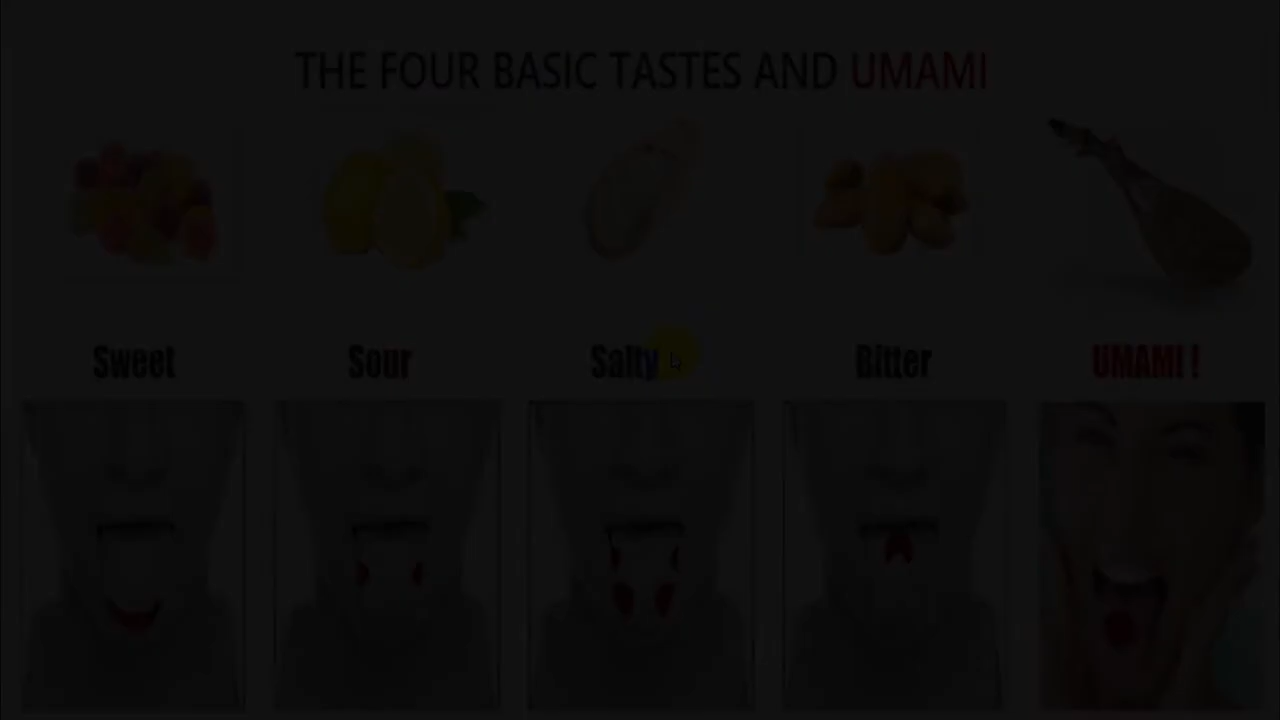 THE FOUR BASIC TASTES AND UMAMI
Sweet
Sour
Salty
Bitter
UMAMI !